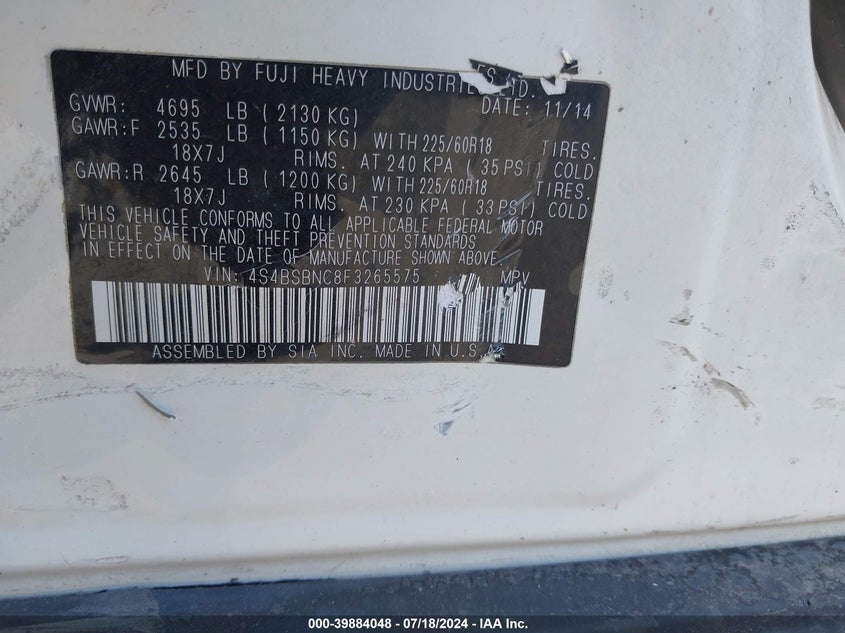 MFD BY FUJI HEAVY INDUSTRIES LTD.
DATE: 11/14
GVWR: 4695 LB ( 2130 KG)
GAWR:F 2535 LB ( 1150 KG) WITH 225/60R18 TIRES.
18X7J RIMS. AT 240 KPA ( 35 PSI) COLD
GAWR:R 2645 LB ( 1200 KG) WITH 225/60R18 TIRES.
18X7J RIMS. AT 230 KPA ( 33 PSI) COLD
THIS VEHICLE CONFORMS TO ALL APPLICABLE FEDERAL MOTOR
VEHICLE SAFETY AND THEFT PREVENTION STANDARDS
IN EFFECT ON THE DATE OF MANUFACTURE SHOWN ABOVE.
VIN: 4S4BSBNC8F3265575 MPV
ASSEMBLED BY SIA INC. MADE IN U.S.A.
000-39884048 - 07/18/2024 - IAA Inc.